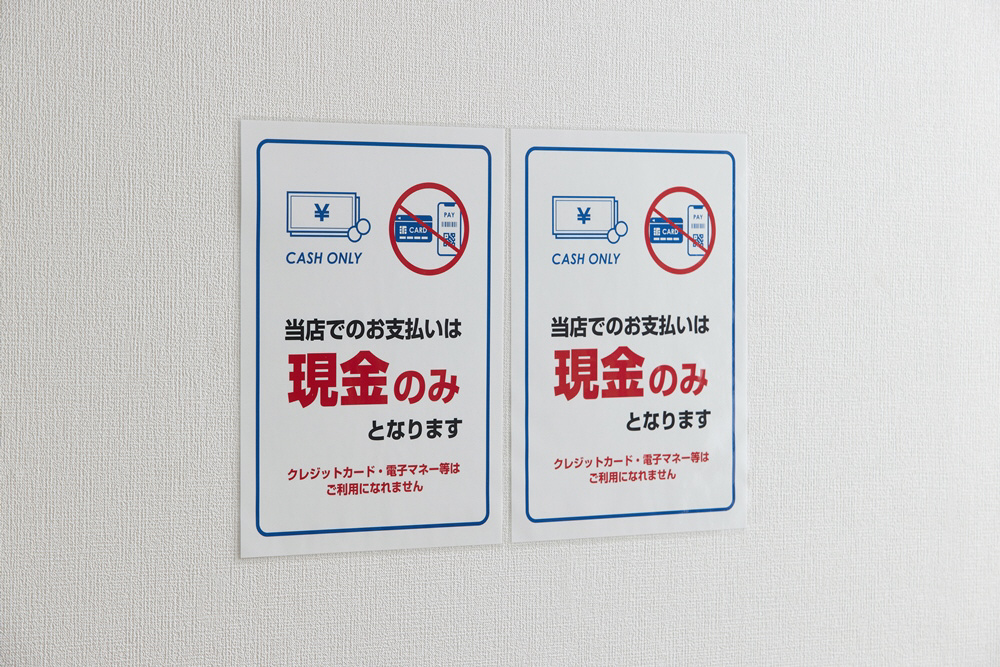 ¥
CARD
PAY
CASH ONLY
当店でのお支払いは
現金のみ
となります
クレジットカード・電子マネー等は
ご利用になれません
¥
CARD
PAY
CASH ONLY
当店でのお支払いは
現金のみ
となります
クレジットカード・電子マネー等は
ご利用になれません